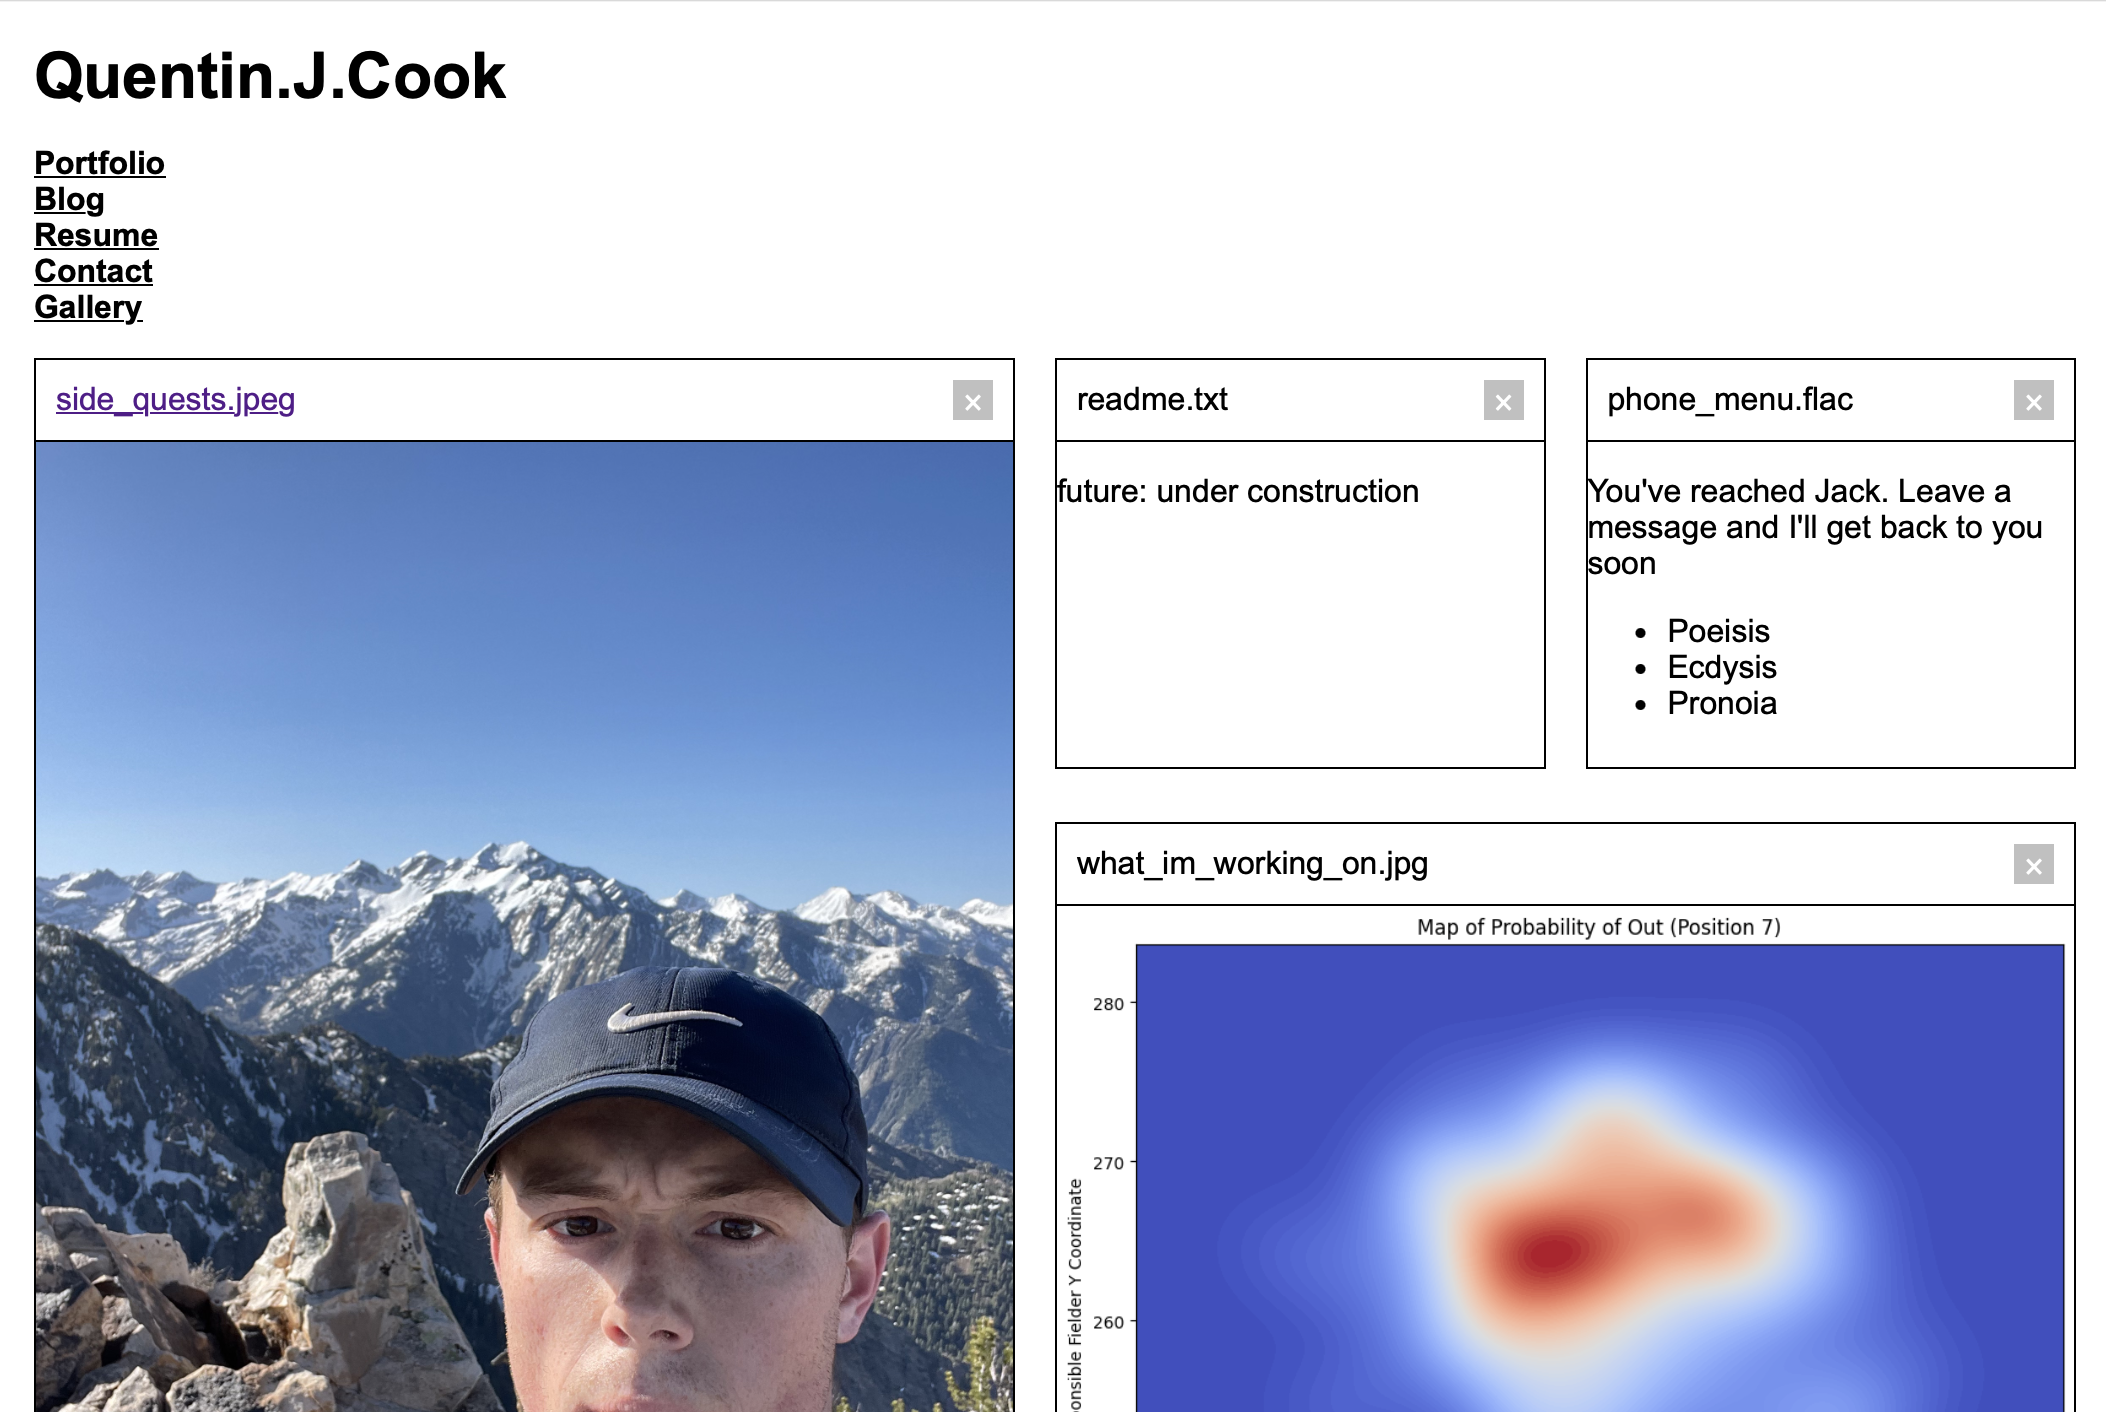 Quentin.J.Cook
Portfolio
Blog
Resume
Contact
Gallery
side_quests.jpeg
×
readme.txt
×
future: under construction
phone_menu.flac
×
You've reached Jack. Leave a
message and I'll get back to you
soon
• Poeisis
• Ecdysis
• Pronoia
what_im_working_on.jpg
×
Map of Probability of Out (Position 7)
280
270
260
Fielder Y Coordinate